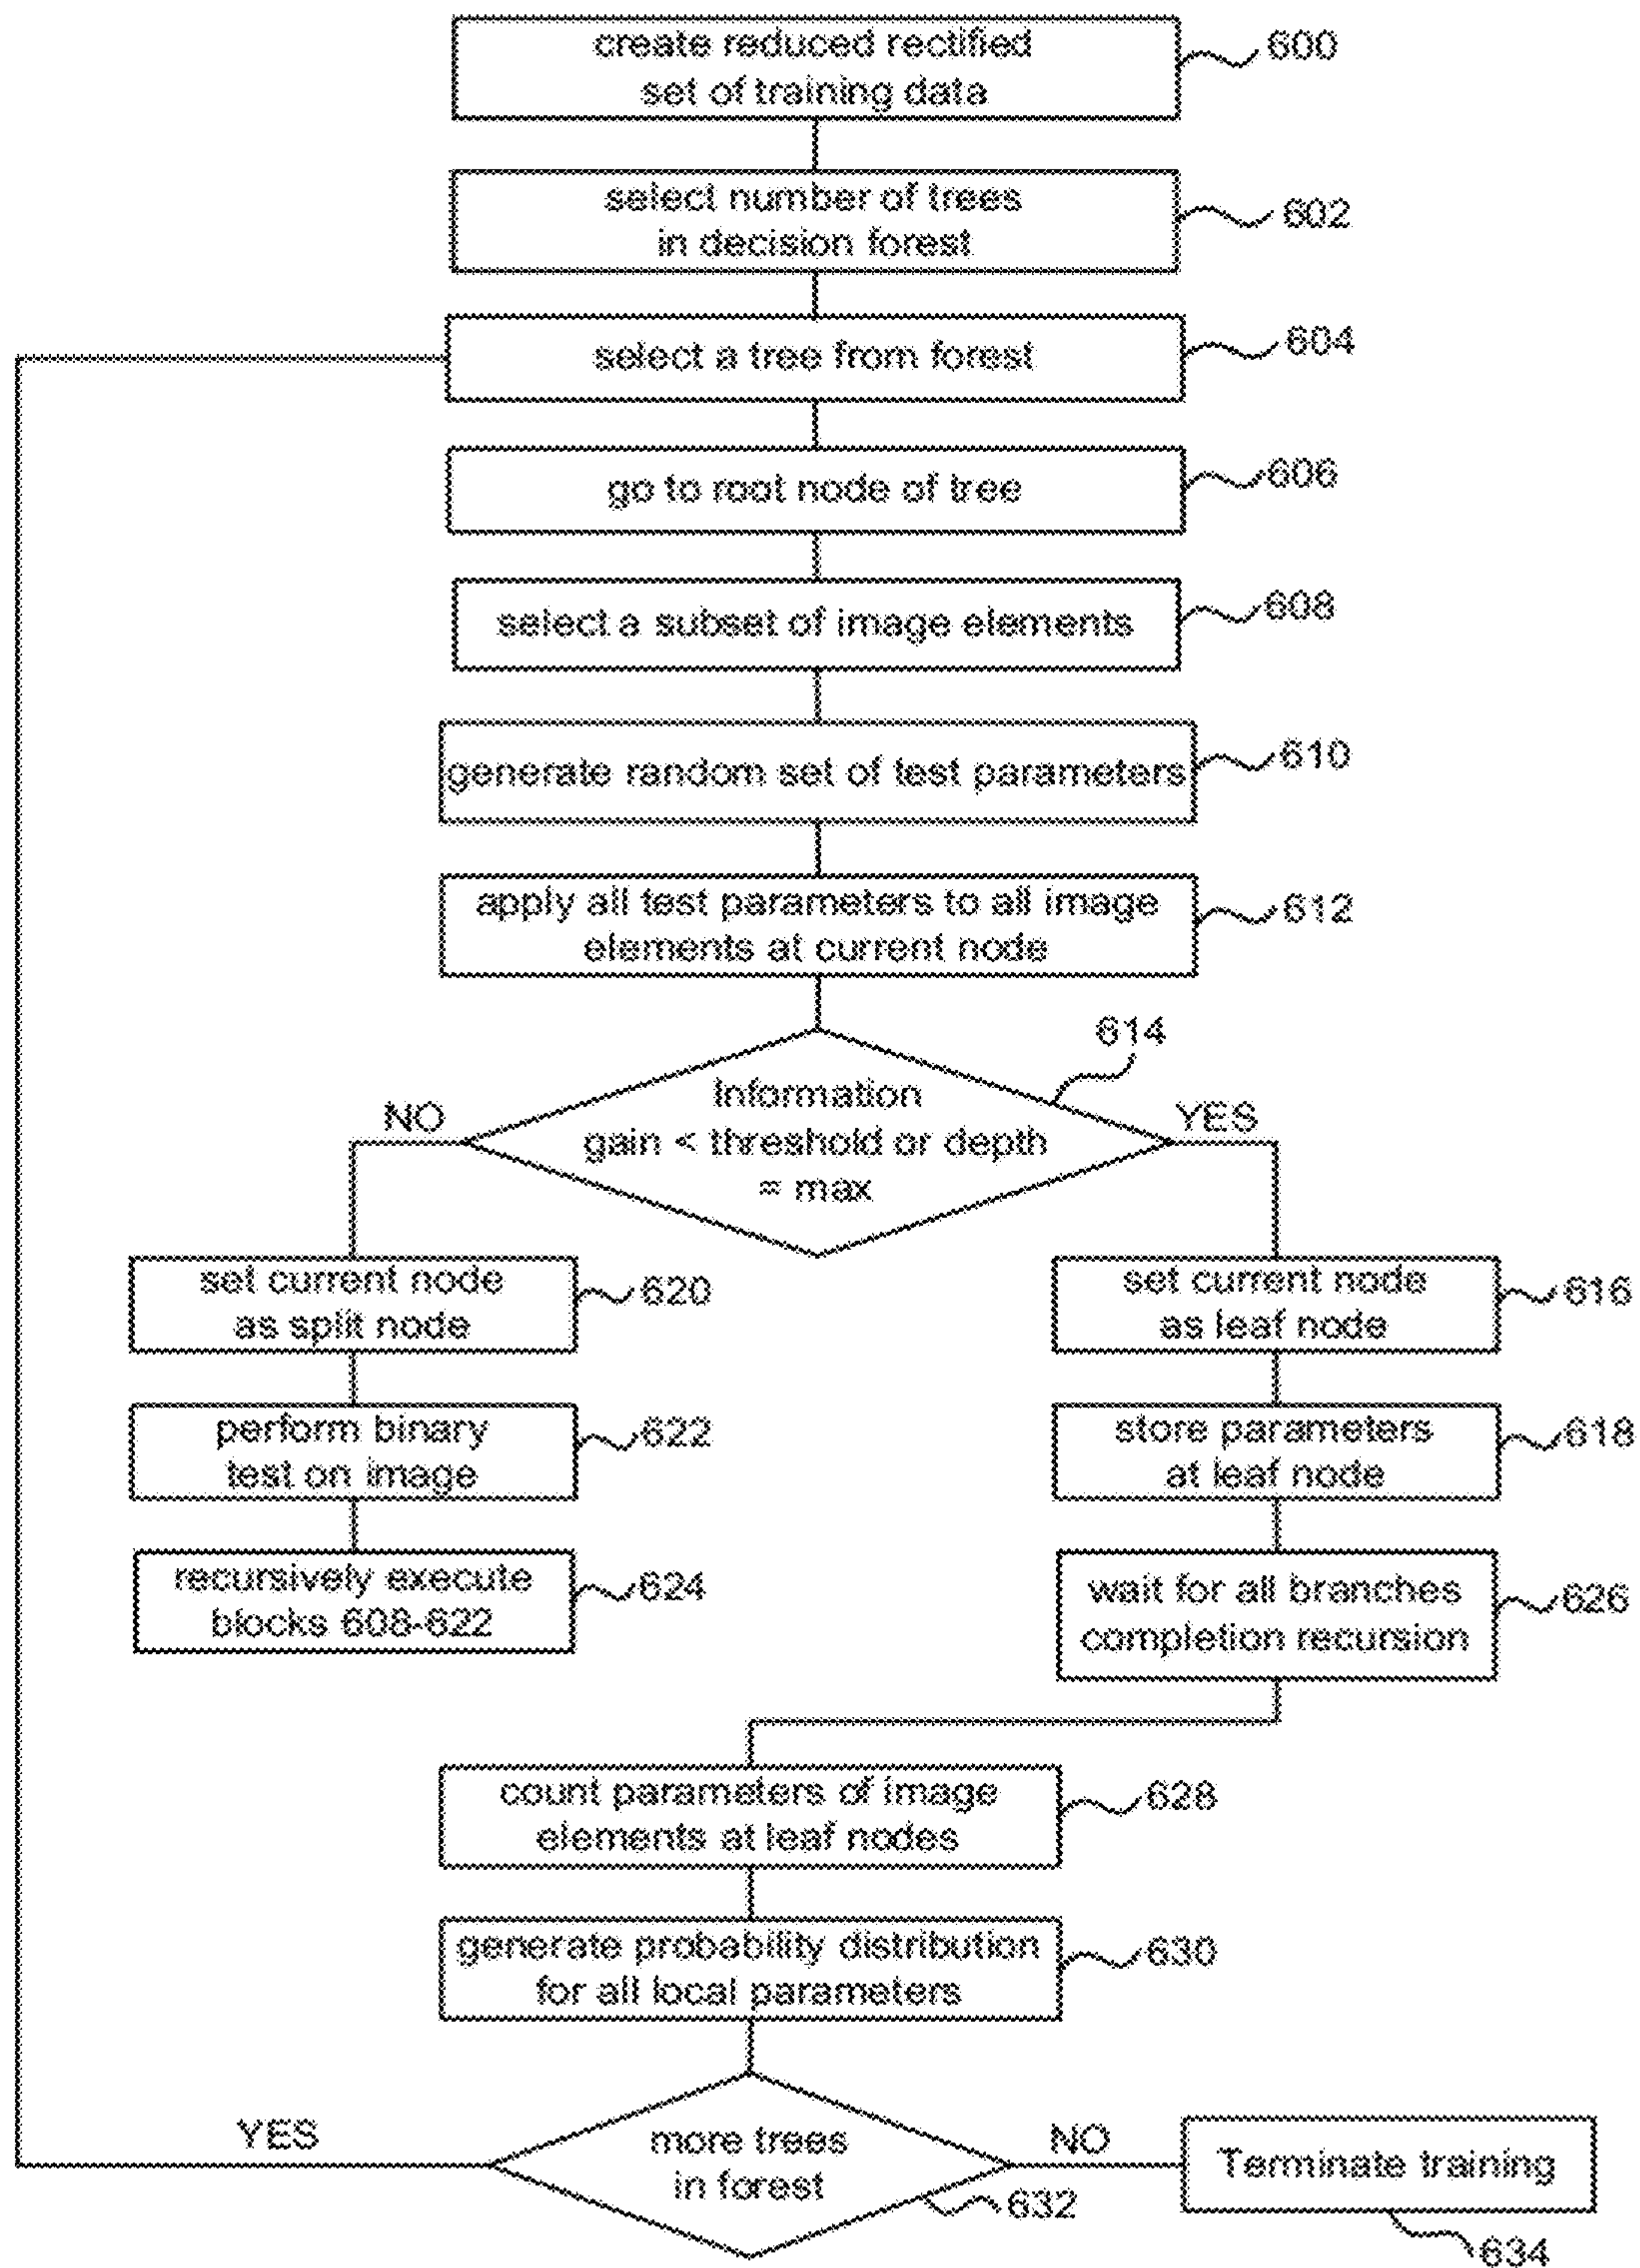 create reduced rectified
set of training data
600
select number of trees
in decision forest
602
select a tree from forest
604
go to root node of tree
606
select a subset of image elements
608
generate random set of test parameters
610
apply all test parameters to all image
elements at current node
612
614
Information
gain < threshold or depth
= max
NO
YES
set current node
as split node
620
set current node
as leaf node
616
perform binary
test on image
622
store parameters
at leaf node
618
recursively execute
blocks 608-622
624
wait for all branches
completion recursion
626
count parameters of image
elements at leaf nodes
628
generate probability distribution
for all local parameters
630
YES
more trees
in forest
632
NO
Terminate training
634